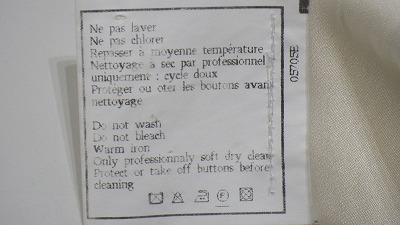 Ne pas laver
Ne pas chlorer
Repasser a moyenne température
Nettoyage a sec par professionnel
uniquement : cycle doux
Protéger ou oter les boutons avant
nettoyage
Do not wash
Do not bleach
Warm iron
Only professionnaly soft dry clean
Protect or take off buttons before
cleaning
F